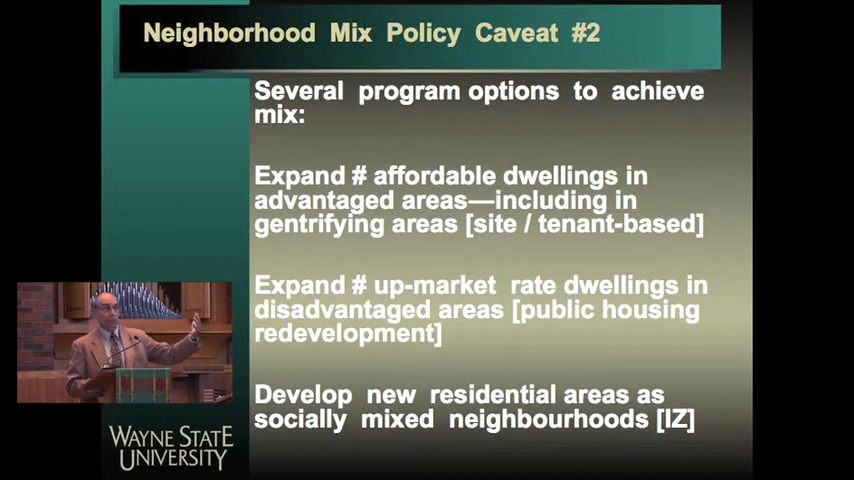 Neighborhood Mix Policy Caveat #2
Several program options to achieve
mix:
Expand # affordable dwellings in
advantaged areas—including in
gentrifying areas [site / tenant-based]
Expand # up-market rate dwellings in
disadvantaged areas [public housing
redevelopment]
Develop new residential areas as
socially mixed neighbourhoods [IZ]
WAYNE STATE
UNIVERSITY